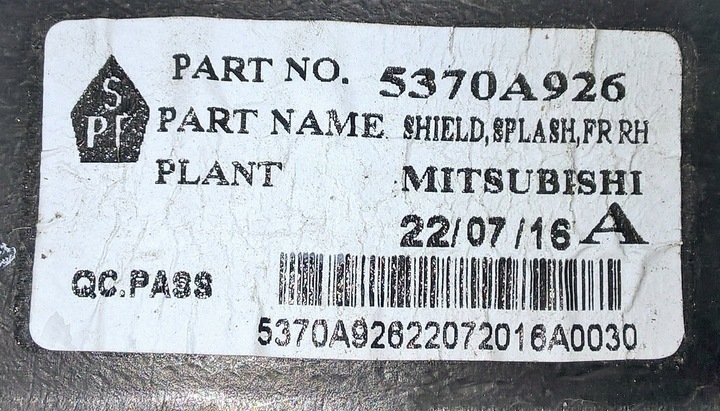 SPI
PART NO. 5370A926
PART NAME SHIELD,SPLASH,FR RH
PLANT MITSUBISHI
22/07/16 A
QC.PASS
5370A92622072016A0030